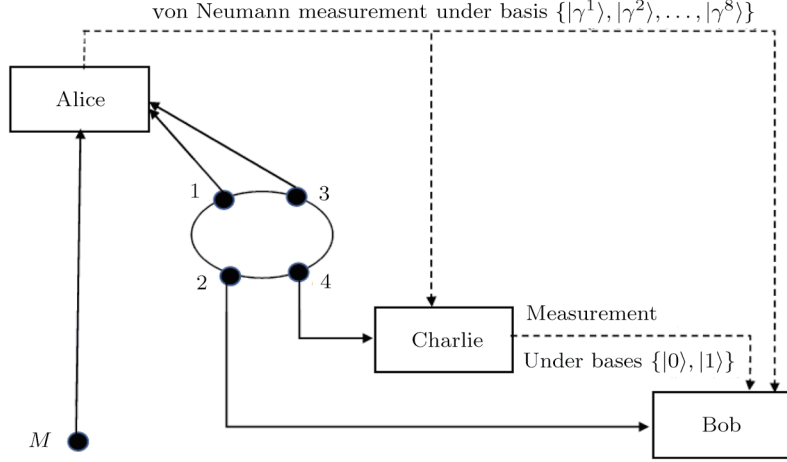 von Neumann measurement under basis {|γ¹⟩, |γ²⟩, . . . , |γ⁸⟩}
Alice
1
3
2
4
Measurement
Charlie
Under bases {|0⟩, |1⟩}
Bob
M